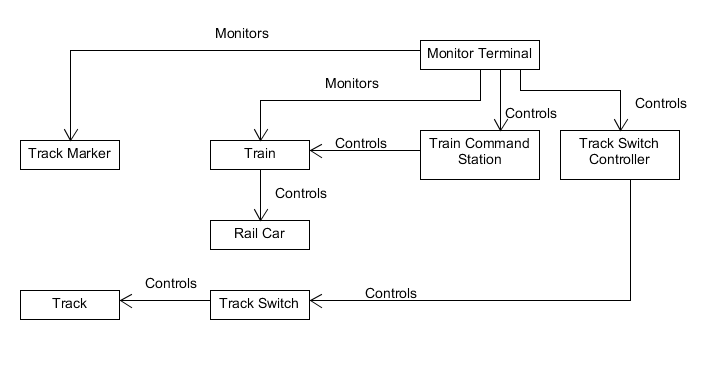 Monitors
Monitor Terminal
Monitors
Controls
Controls
Track Marker
Train
Controls
Train Command
Station
Track Switch
Controller
Controls
Rail Car
Track
Controls
Track Switch
Controls